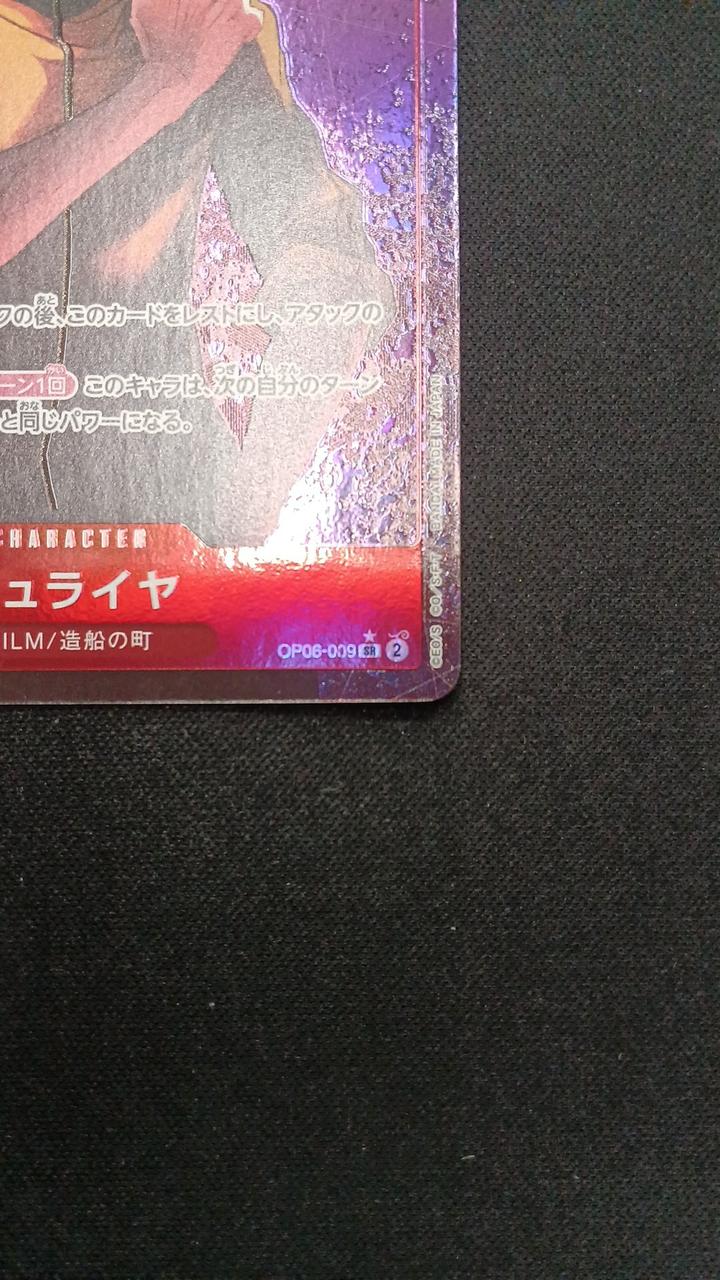 クの後、このカードをレストにし、アタックの
ーン1回 このキャラは、次の自分のターン
と同じパワーになる。
CHARACTER
ュライヤ
ILM/造船の町
OP06-009 SR 2
BANDAI MADE IN JAPAN